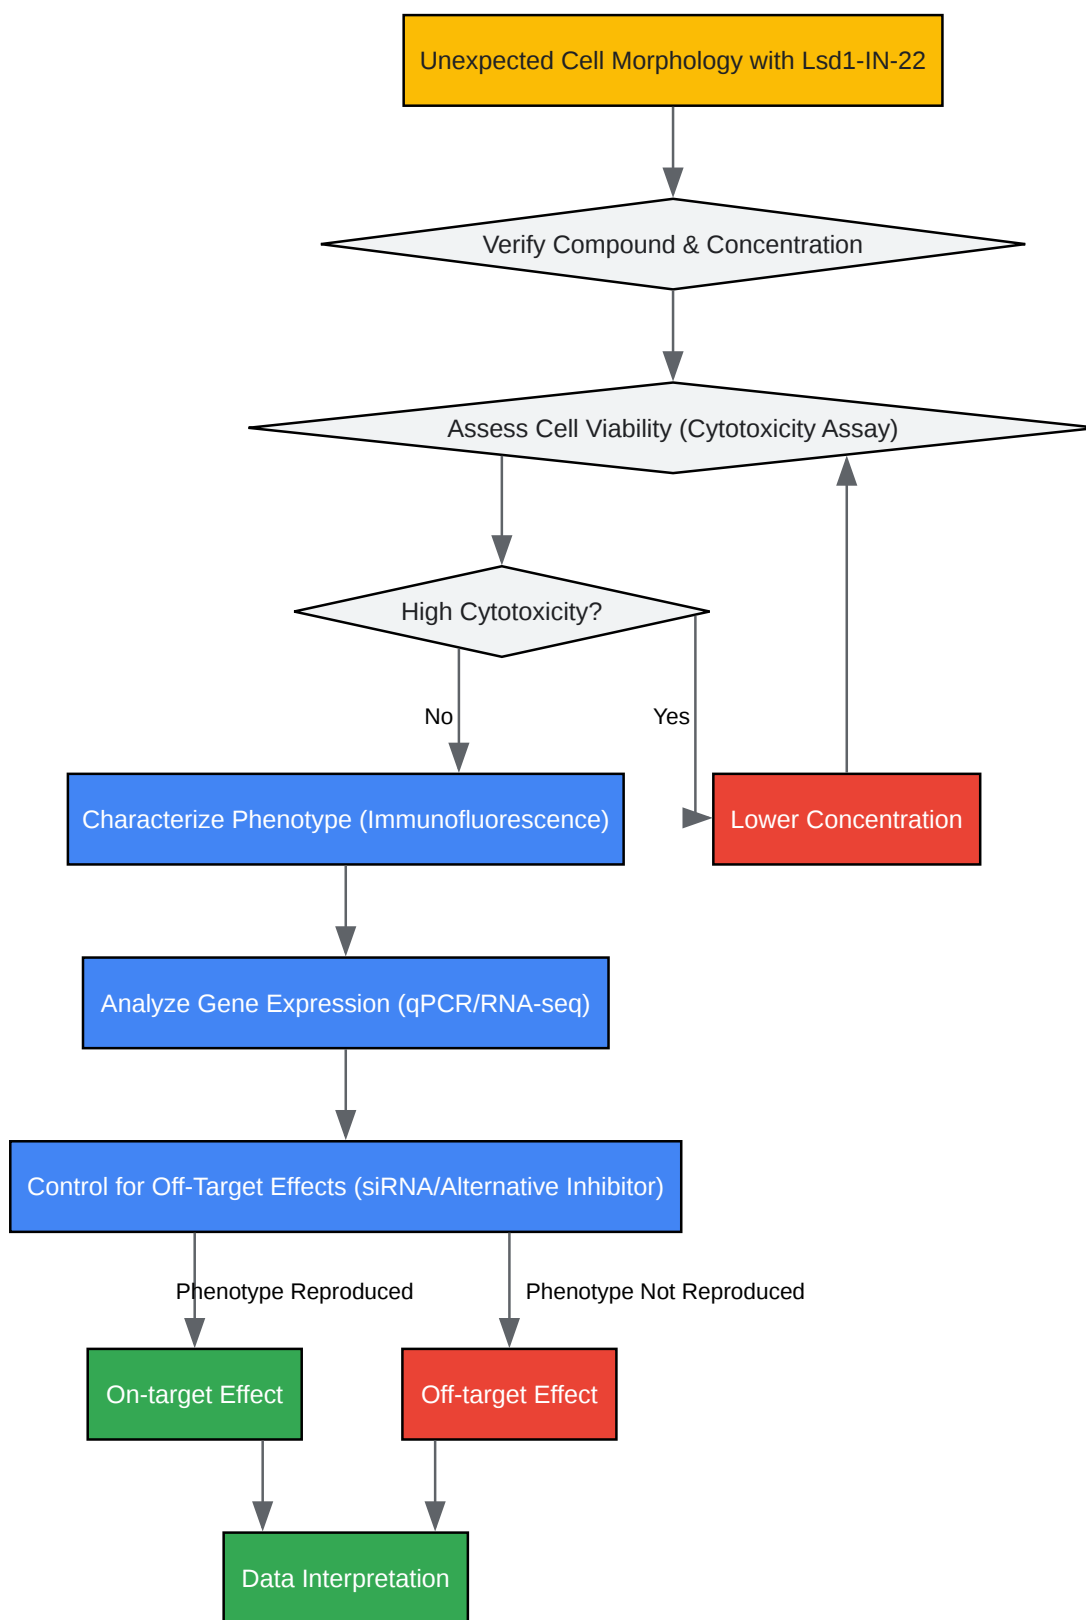 Unexpected Cell Morphology with Lsd1-IN-22
Verify Compound & Concentration
Assess Cell Viability (Cytotoxicity Assay)
High Cytotoxicity?
No
Yes
Characterize Phenotype (Immunofluorescence)
Lower Concentration
Analyze Gene Expression (qPCR/RNA-seq)
Control for Off-Target Effects (siRNA/Alternative Inhibitor)
Phenotype Reproduced
Phenotype Not Reproduced
On-target Effect
Off-target Effect
Data Interpretation